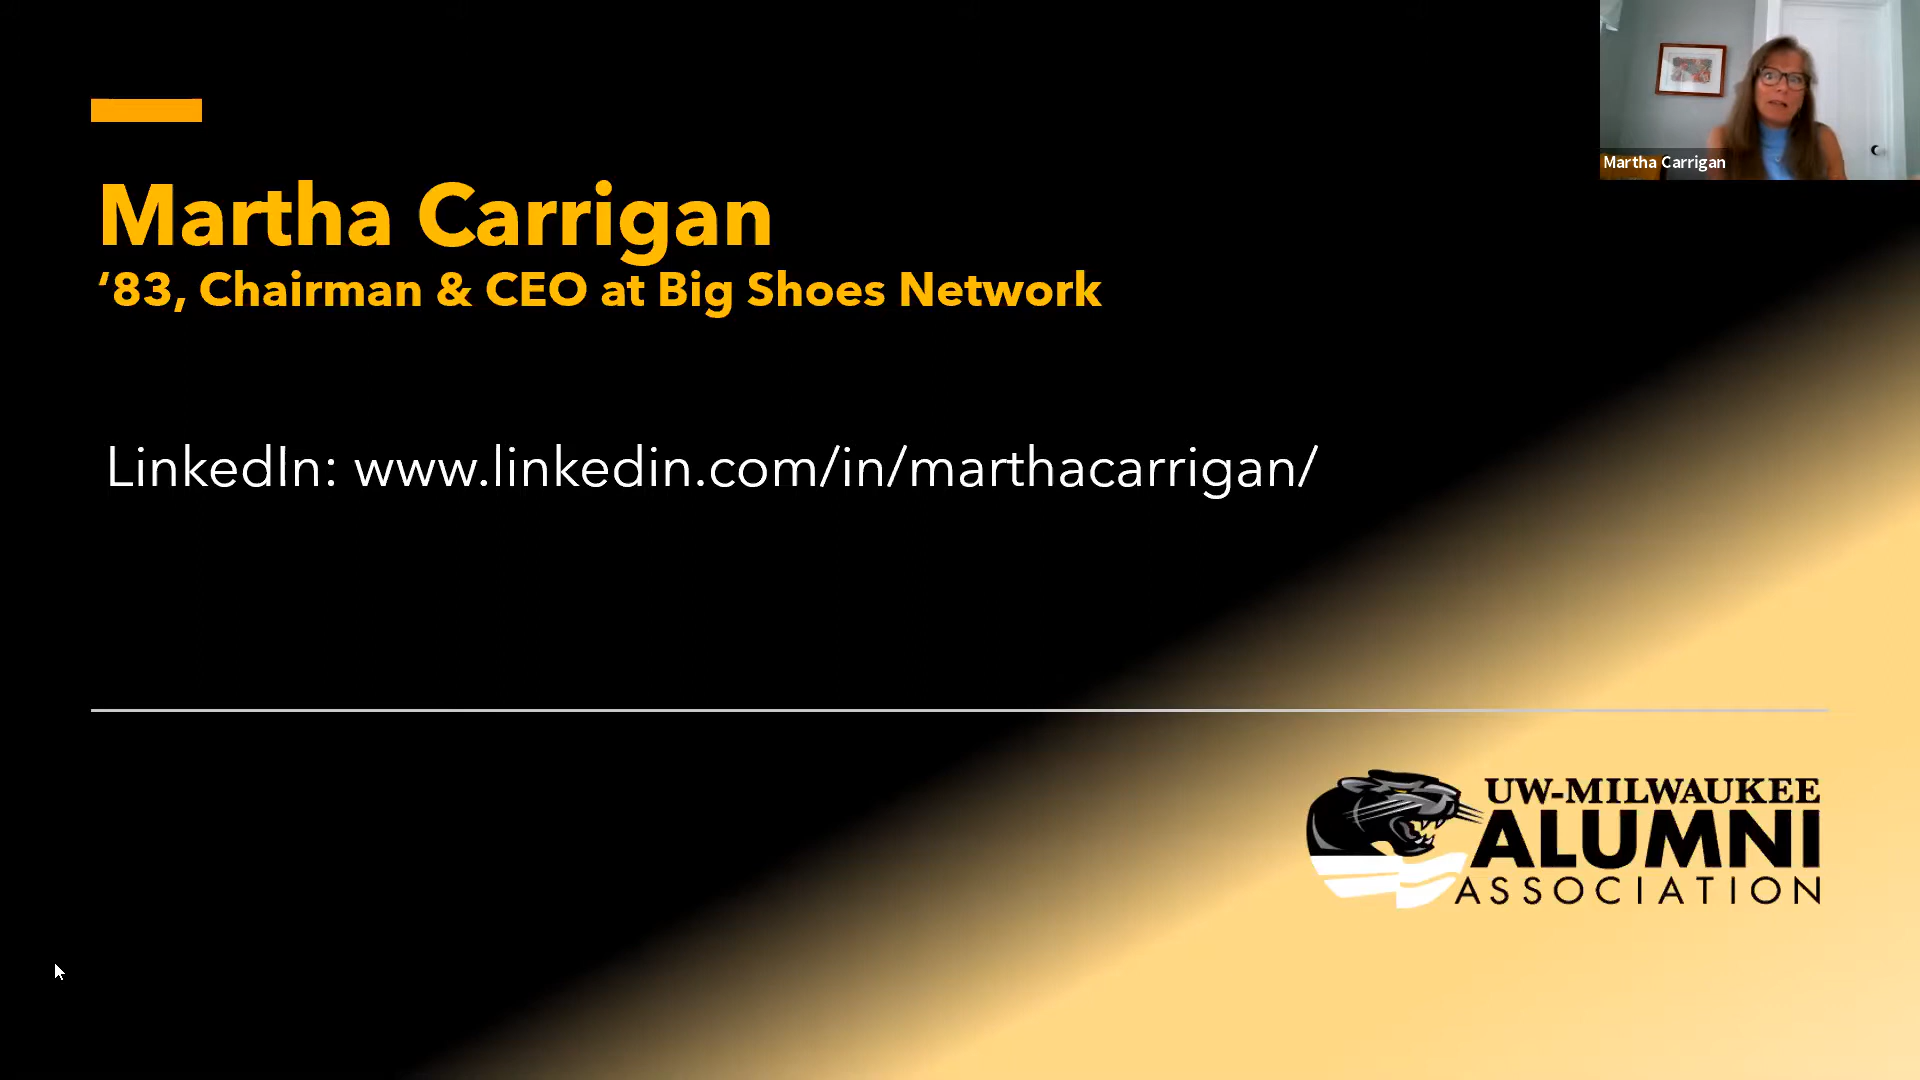 Martha Carrigan
Martha Carrigan
‘83, Chairman & CEO at Big Shoes Network
LinkedIn: www.linkedin.com/in/marthacarrigan/
UW-MILWAUKEE
ALUMNI
ASSOCIATION